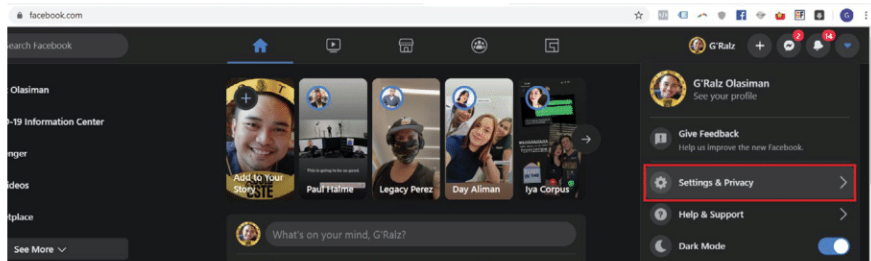 facebook.com
Search Facebook
G'Ralz
2
14
Olasiman
-19 Information Center
nger
ideos
tplace
See More
Add to Your
Story
Paul Halme
Legacy Perez
Day Aliman
Iya Corpus
What's on your mind, G'Ralz?
G'Ralz Olasiman
See your profile
Give Feedback
Help us improve the new Facebook.
Settings & Privacy
Help & Support
Dark Mode